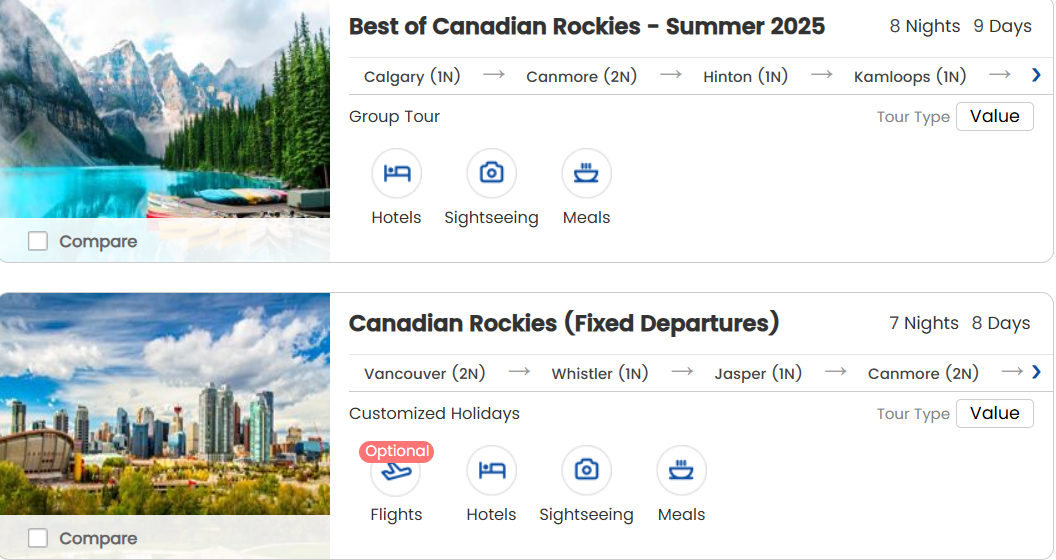 Best of Canadian Rockies - Summer 2025 8 Nights 9 Days
Calgary (1N) → Canmore (2N) → Hinton (1N) → Kamloops (1N) →
Group Tour Tour Type Value
Hotels Sightseeing Meals
Compare
Canadian Rockies (Fixed Departures) 7 Nights 8 Days
Vancouver (2N) → Whistler (1N) → Jasper (1N) → Canmore (2N) →
Customized Holidays Tour Type Value
Optional
Flights Hotels Sightseeing Meals
Compare